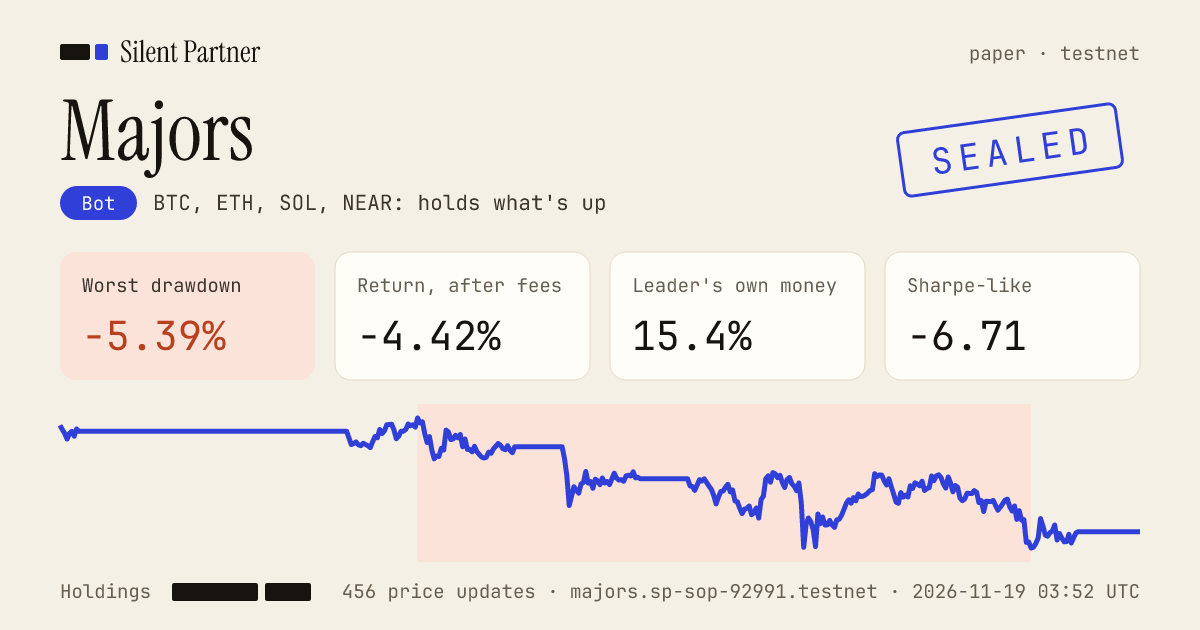 Silent Partner
paper · testnet
Majors
SEALED
Bot
BTC, ETH, SOL, NEAR: holds what's up
Worst drawdown
-5.39%
Return, after fees
-4.42%
Leader's own money
15.4%
Sharpe-like
-6.71
Holdings
456 price updates · majors.sp-sop-92991.testnet · 2026-11-19 03:52 UTC